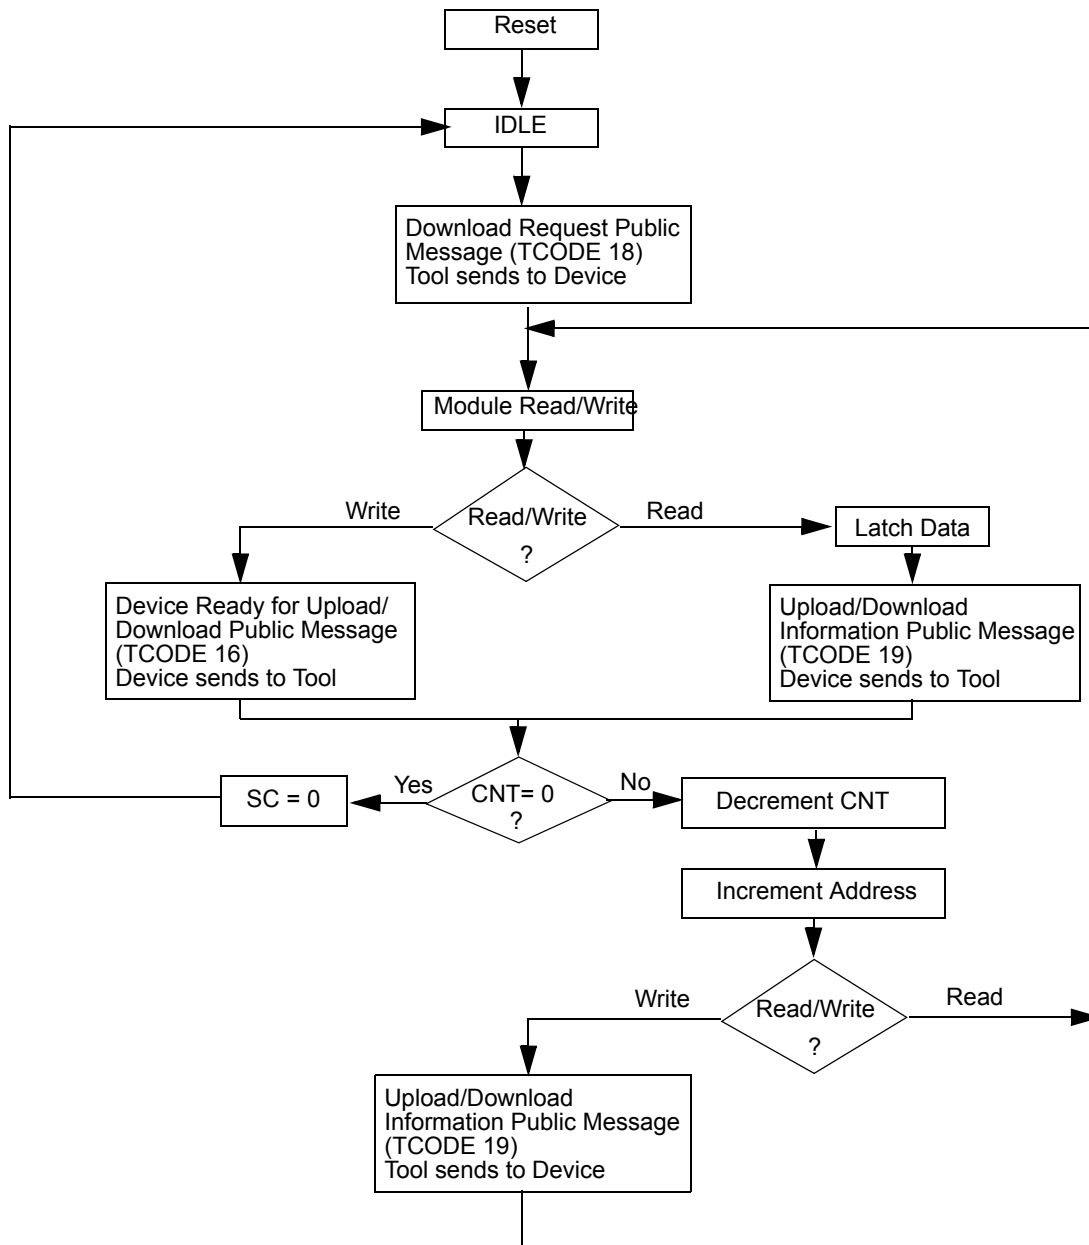 Reset
IDLE
Download Request Public
Message (TCODE 18)
Tool sends to Device
Module Read/Write
Write
Read/Write
?
Read
Latch Data
Device Ready for Upload/
Download Public Message
(TCODE 16)
Device sends to Tool
Upload/Download
Information Public Message
(TCODE 19)
Device sends to Tool
SC = 0
Yes
CNT= 0
?
No
Decrement CNT
Increment Address
Write
Read/Write
?
Read
Upload/Download
Information Public Message
(TCODE 19)
Tool sends to Device